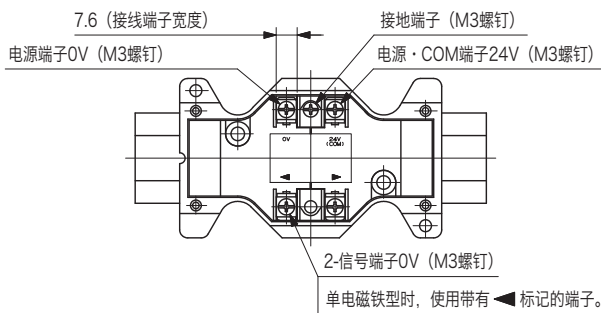 7.6（接线端子宽度）
接地端子（M3螺钉）
电源端子0V（M3螺钉）
电源・COM端子24V（M3螺钉）
0V
24V
(COM)
2-信号端子0V（M3螺钉）
单电磁铁型时，使用带有 ◀ 标记的端子。